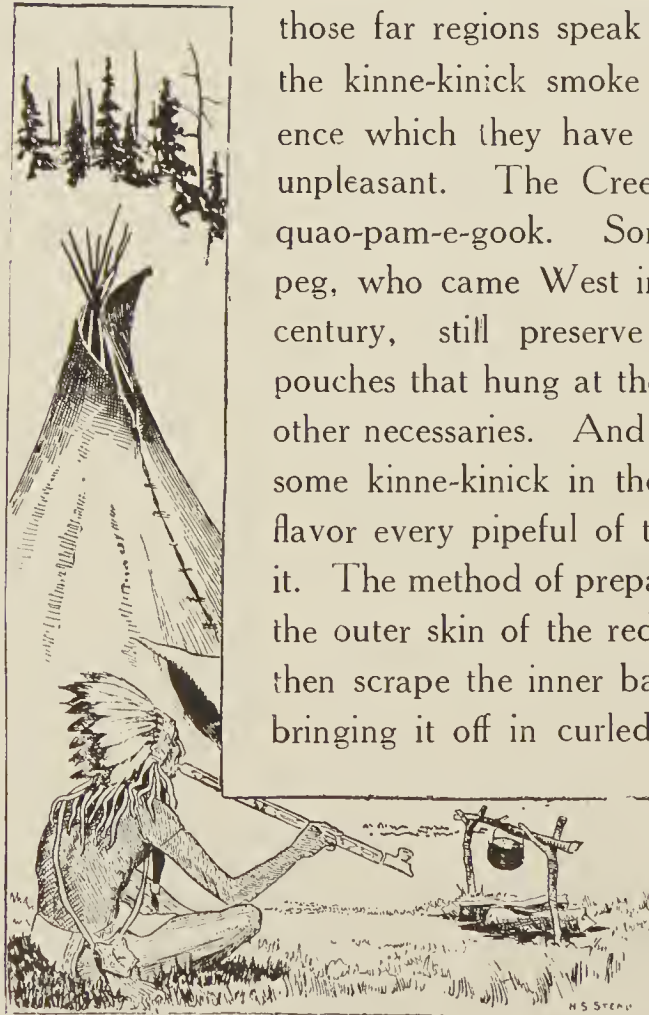 those far regions speak
the kinne-kinick smoke
ence which they have
unpleasant. The Cree
quao-pam-e-gook. Sor
peg, who came West in
century, still preserve
pouches that hung at the
other necessaries. And
some kinne-kinick in the
flavor every pipeful of t
it. The method of prepa
the outer skin of the red
then scrape the inner ba
bringing it off in curled